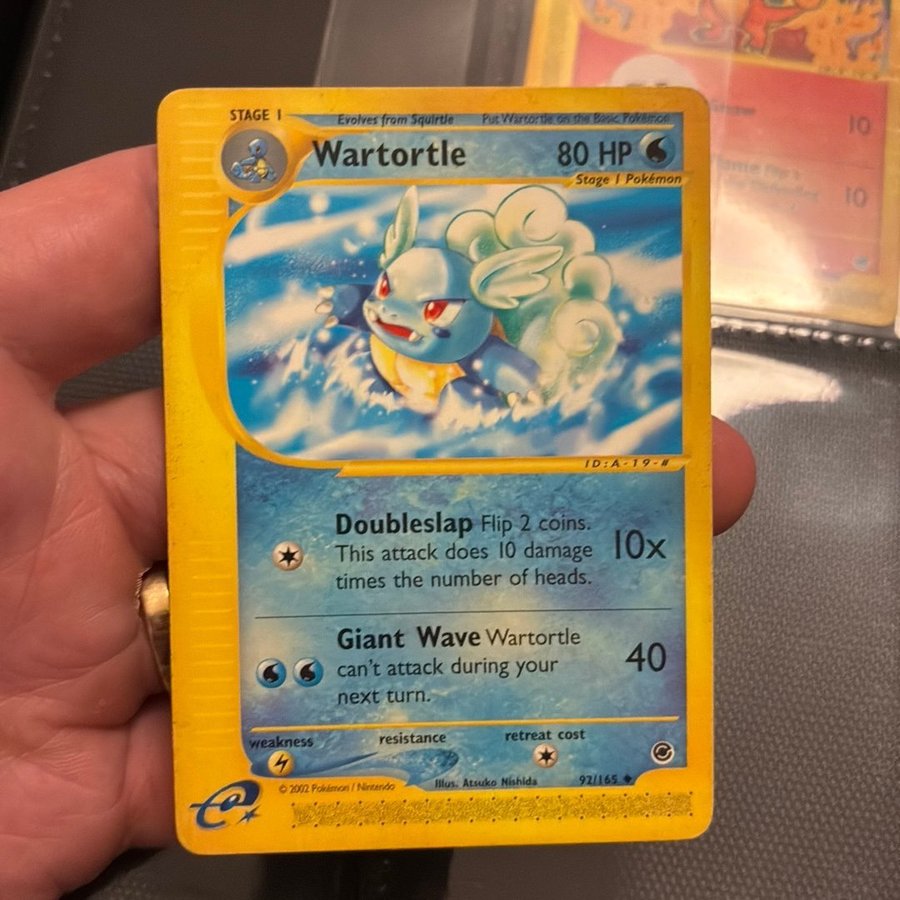 STAGE 1 Evolves from Squirtle Put Wartortle on the Basic Pokémon
Wartortle 80 HP
Stage 1 Pokémon
ID:A-19-#
Doubleslap Flip 2 coins.
This attack does 10 damage
times the number of heads.
10x
Giant Wave Wartortle
can't attack during your
next turn.
40
weakness resistance retreat cost
© 2002 Pokémon / Nintendo Illus. Atsuko Nishida 92/165
e
10
10